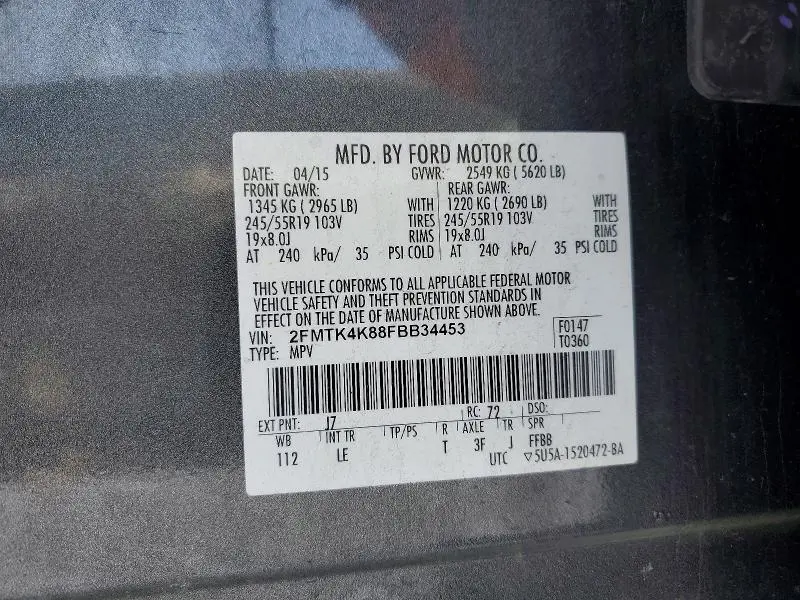 MFD. BY FORD MOTOR CO.
DATE: 04/15 GVWR: 2549 KG ( 5620 LB)
FRONT GAWR: REAR GAWR:
1345 KG ( 2965 LB) WITH 1220 KG ( 2690 LB) WITH
245/55R19 103V TIRES 245/55R19 103V TIRES
19x8.0J RIMS 19x8.0J RIMS
AT 240 kPa/ 35 PSI COLD AT 240 kPa/ 35 PSI COLD
THIS VEHICLE CONFORMS TO ALL APPLICABLE FEDERAL MOTOR
VEHICLE SAFETY AND THEFT PREVENTION STANDARDS IN
EFFECT ON THE DATE OF MANUFACTURE SHOWN ABOVE.
VIN: 2FMTK4K88FBB34453 F0147
TYPE: MPV T0360
EXT PNT: J7 RC: 72 DSO:
WB INT TR TP/PS R AXLE TR SPR
112 LE T 3F J FFBB
UTC ▽5U5A-1520472-BA